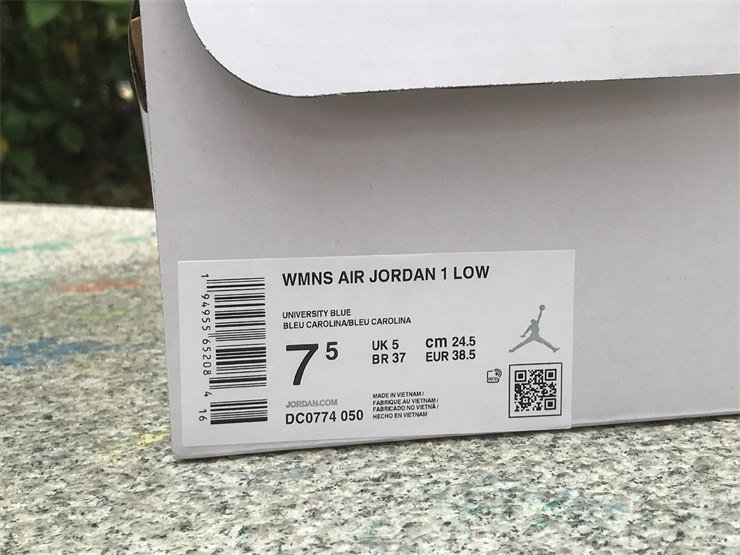 WMNS AIR JORDAN 1 LOW
UNIVERSITY BLUE
BLEU CAROLINA/BLEU CAROLINA
7 5
UK 5 cm 24.5
BR 37 EUR 38.5
JORDAN.COM
DC0774 050
MADE IN VIETNAM/
FABRIQUE AU VIETNAM/
FABRICADO NO VIETNÃ/
HECHO EN VIETNAM
1 94955 65208 4 16
RFID